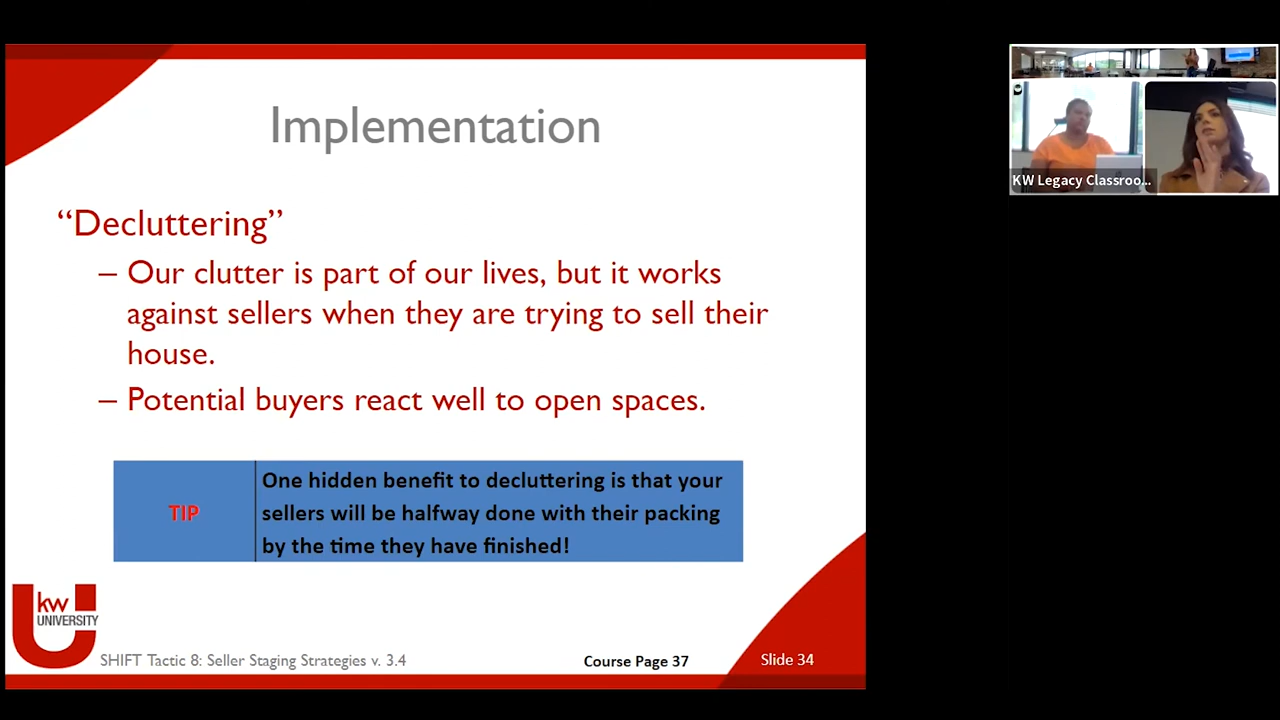 Implementation
“Decluttering”
– Our clutter is part of our lives, but it works
against sellers when they are trying to sell their
house.
– Potential buyers react well to open spaces.
TIP
One hidden benefit to decluttering is that your
sellers will be halfway done with their packing
by the time they have finished!
kw
UNIVERSITY
SHIFT Tactic 8: Seller Staging Strategies v. 3.4
Course Page 37
Slide 34
KW Legacy Classroo...